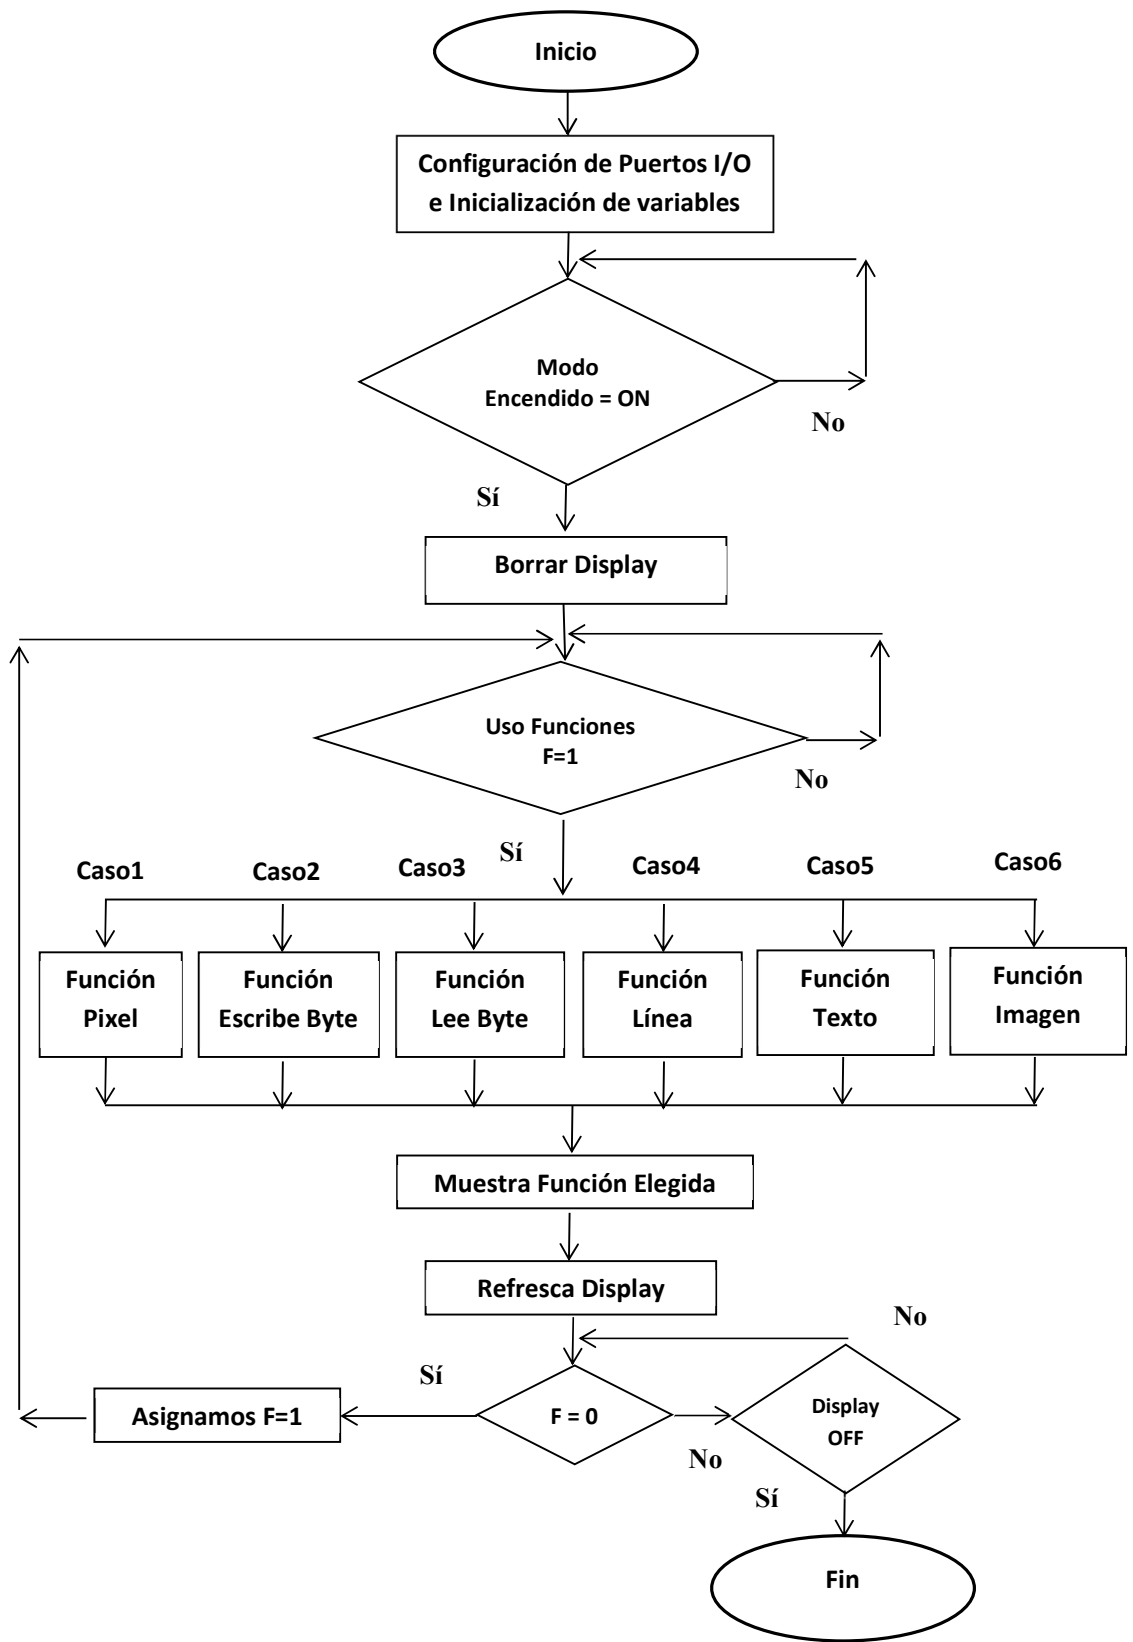 Inicio
Configuración de Puertos I/O
e Inicialización de variables
Modo
Encendido = ON
No
Sí
Borrar Display
Uso Funciones
F=1
No
Sí
Caso1
Caso2
Caso3
Caso4
Caso5
Caso6
Función
Pixel
Función
Escribe Byte
Función
Lee Byte
Función
Línea
Función
Texto
Función
Imagen
Muestra Función Elegida
Refresca Display
No
Sí
Asignamos F=1
F = 0
Display
OFF
No
Sí
Fin